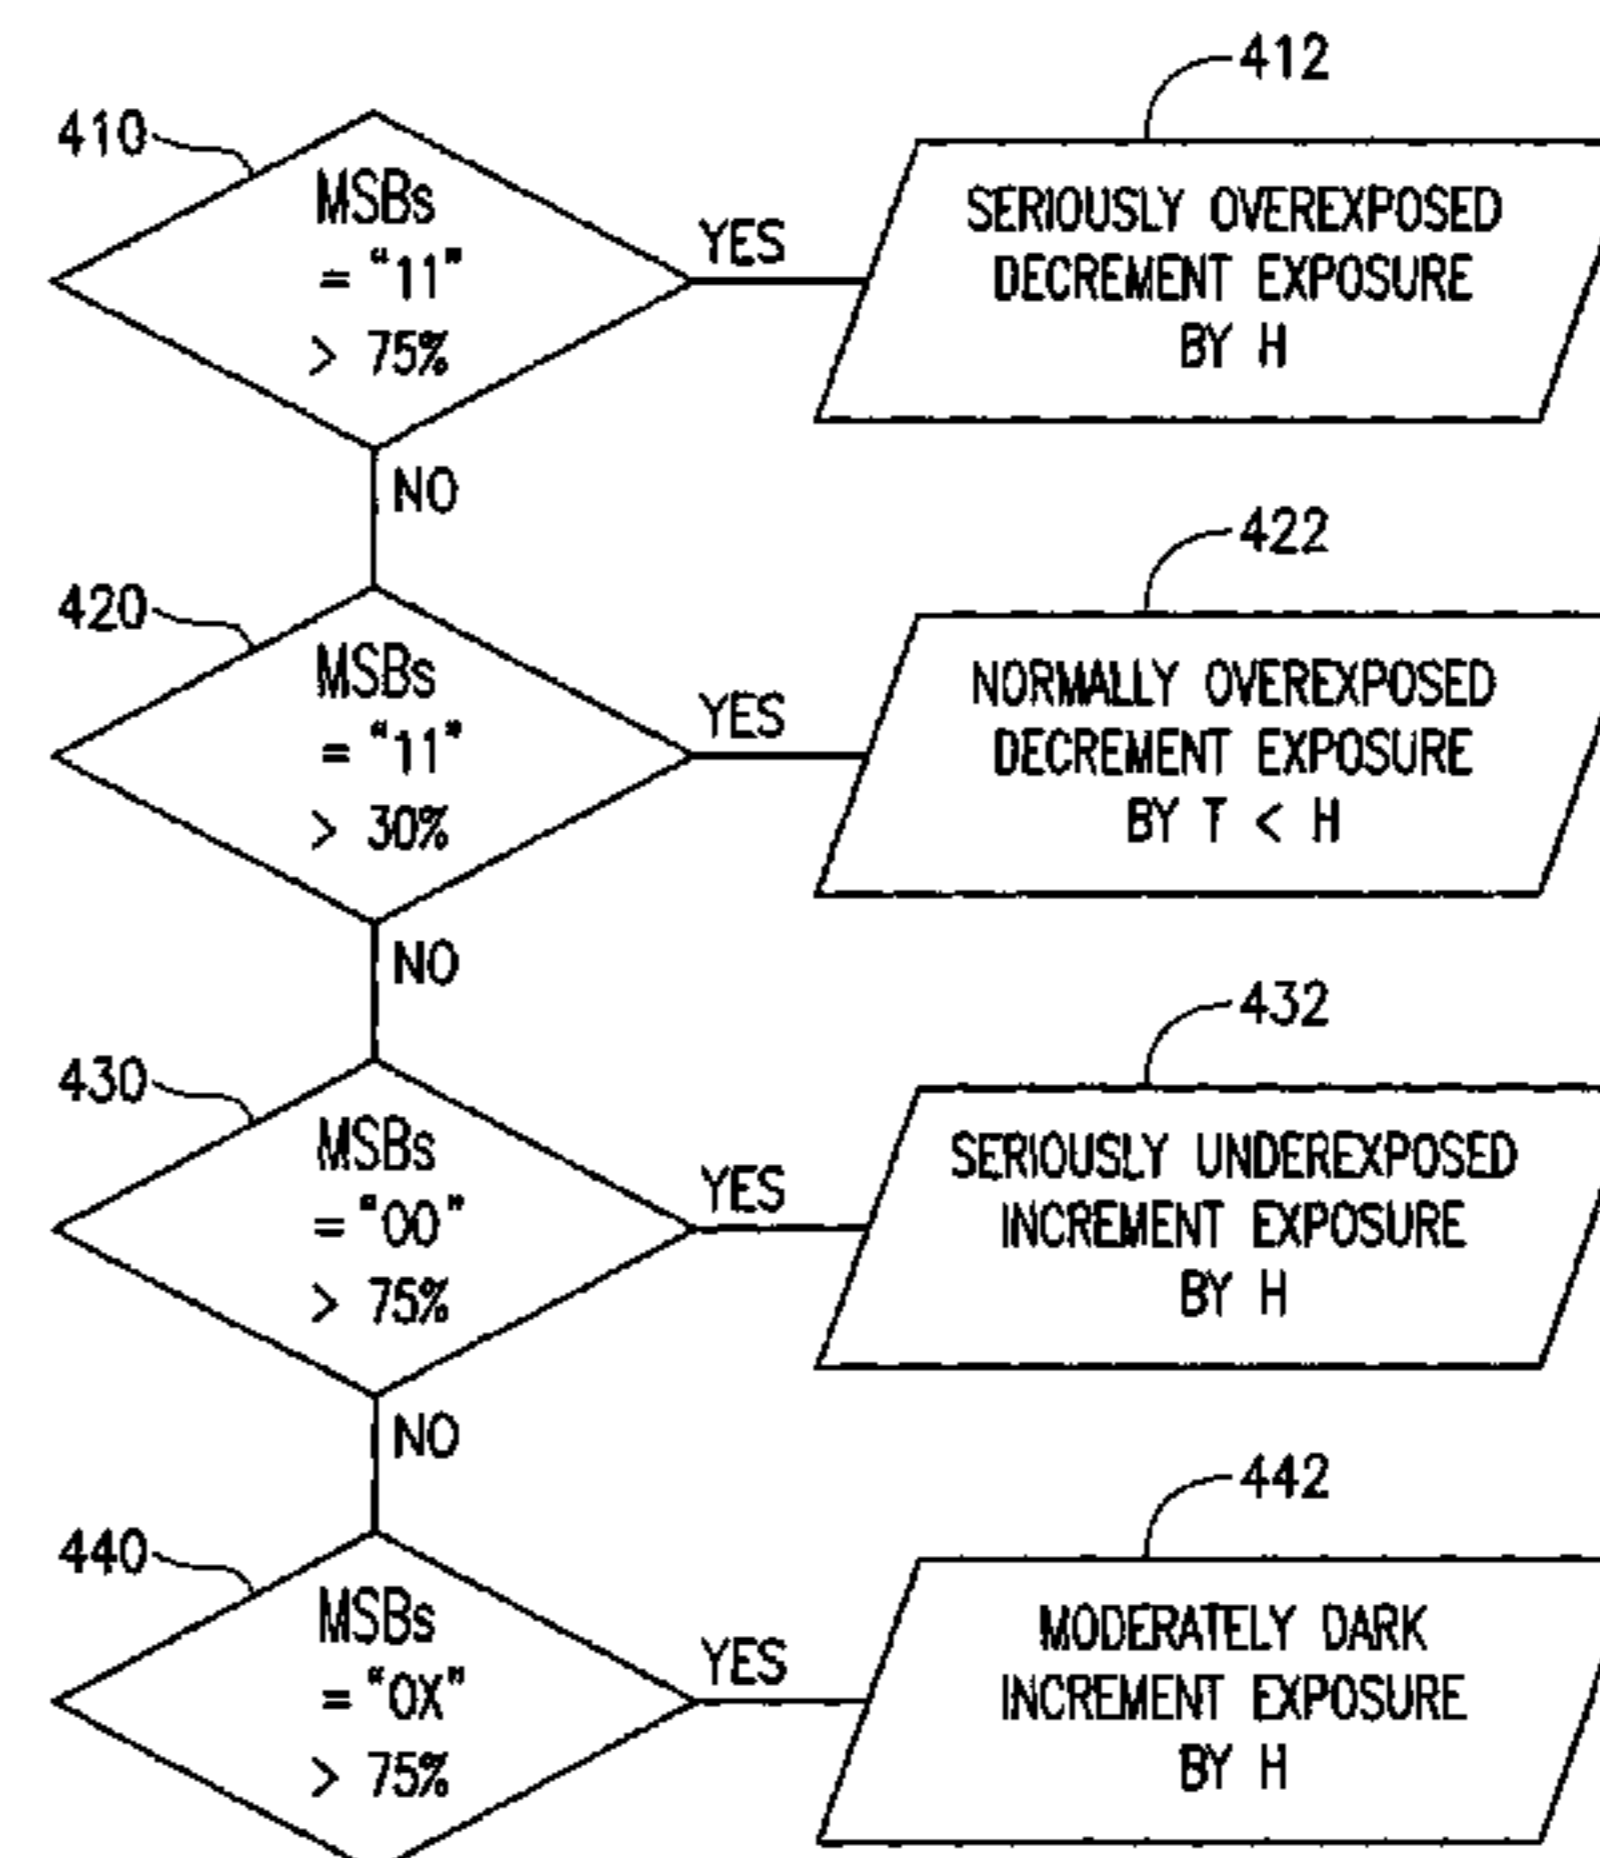 412
410
MSBs
= "11"
> 75%
YES
SERIOUSLY OVEREXPOSED
DECREMENT EXPOSURE
BY H
NO
422
420
MSBs
= "11"
> 30%
YES
NORMALLY OVEREXPOSED
DECREMENT EXPOSURE
BY T < H
NO
432
430
MSBs
= "00"
> 75%
YES
SERIOUSLY UNDEREXPOSED
INCREMENT EXPOSURE
BY H
NO
442
440
MSBs
= "0X"
> 75%
YES
MODERATELY DARK
INCREMENT EXPOSURE
BY H